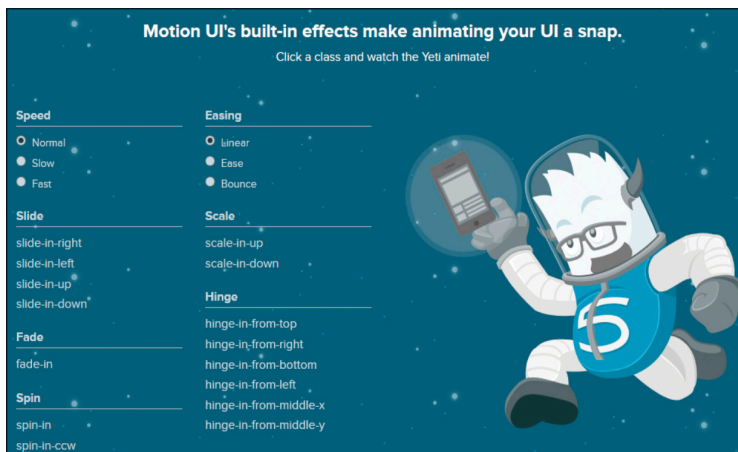 Motion UI's built-in effects make animating your UI a snap.
Click a class and watch the Yeti animate!
Speed
Normal
Slow
Fast
Slide
slide-in-right
slide-in-left
slide-in-up
slide-in-down
Fade
fade-in
Spin
spin-in
spin-in-ccw
Easing
Linear
Ease
Bounce
Scale
scale-in-up
scale-in-down
Hinge
hinge-in-from-top
hinge-in-from-right
hinge-in-from-bottom
hinge-in-from-left
hinge-in-from-middle-x
hinge-in-from-middle-y
5